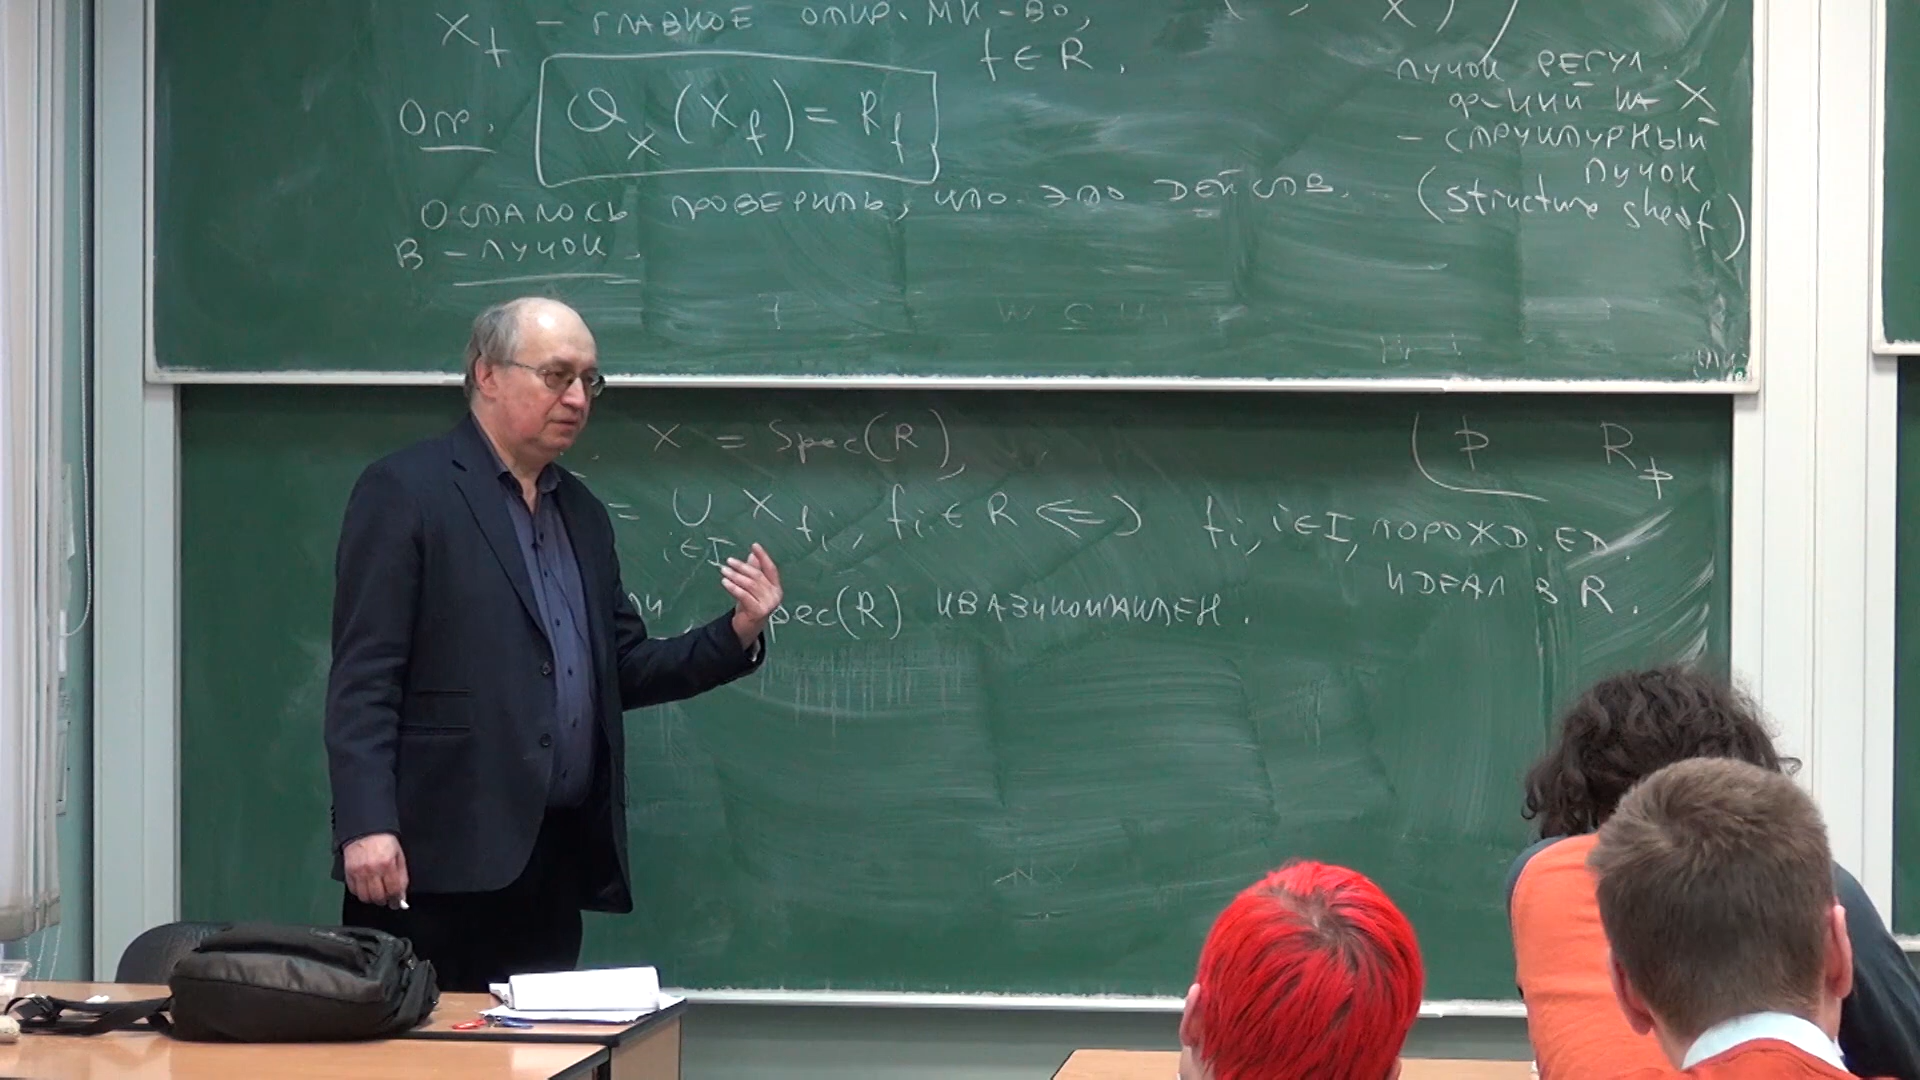 X_f — главное откр. мн-во,
f ∈ R.
Опр. O_X (X_f) = R_f
Осталось проверить, что это действ.
B-пучок.
пучок регул.
ф-ций на X
— структурный
пучок
(structure sheaf)
X = Spec(R),
= ∪ X_{f_i}, f_i ∈ R ⇐⇒ f_i, i∈I, порожд. ед.
i∈I
идеал в R.
Spec(R) квазикомпактен.
p R_p